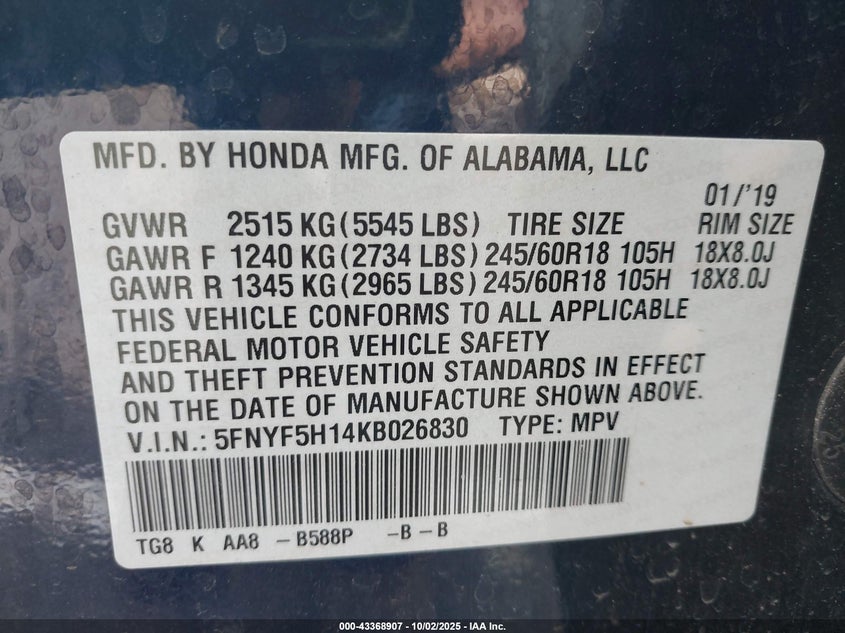 MFD. BY HONDA MFG. OF ALABAMA, LLC
01/'19
GVWR 2515 KG (5545 LBS) TIRE SIZE RIM SIZE
GAWR F 1240 KG (2734 LBS) 245/60R18 105H 18X8.0J
GAWR R 1345 KG (2965 LBS) 245/60R18 105H 18X8.0J
THIS VEHICLE CONFORMS TO ALL APPLICABLE
FEDERAL MOTOR VEHICLE SAFETY
AND THEFT PREVENTION STANDARDS IN EFFECT
ON THE DATE OF MANUFACTURE SHOWN ABOVE.
V.I.N.: 5FNYF5H14KB026830 TYPE: MPV
TG8 K AA8 -B588P -B-B
000-43368907 - 10/02/2025 - IAA Inc.